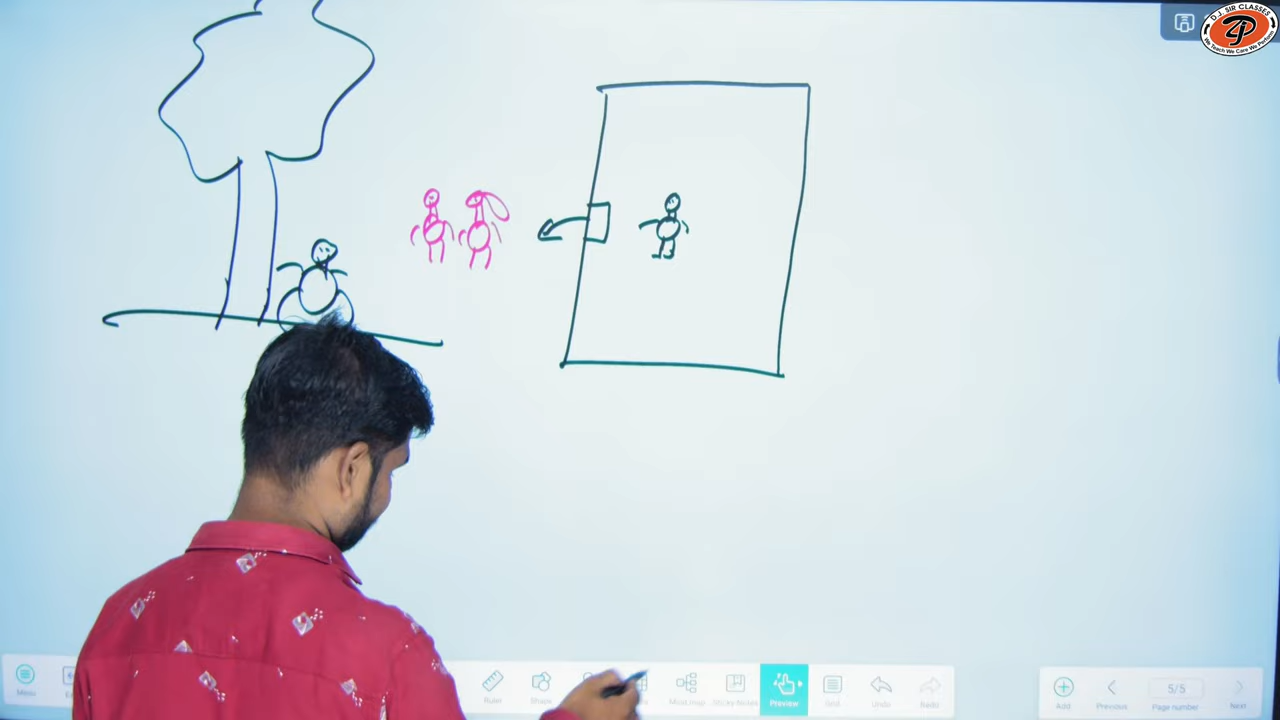 D.J. SIR CLASSES
We Teach We Care We Perform
Menu
Ruler
Shape
Mind map
Sticky Notes
Preview
Grid
Undo
Redo
Add
Previous
5/5
Page number
Next